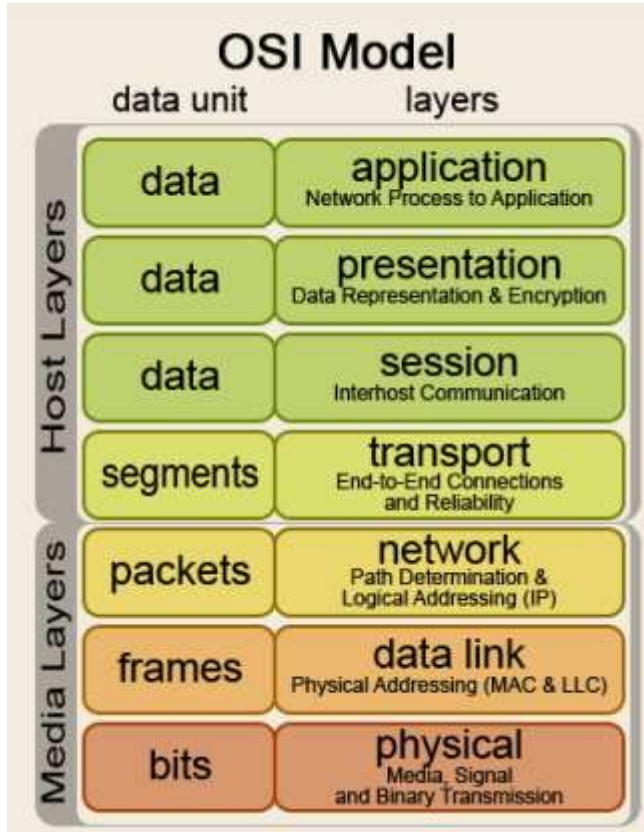 OSI Model
data unit layers
Host Layers
data application
Network Process to Application
data presentation
Data Representation & Encryption
data session
Interhost Communication
segments transport
End-to-End Connections
and Reliability
Media Layers
packets network
Path Determination &
Logical Addressing (IP)
frames data link
Physical Addressing (MAC & LLC)
bits physical
Media, Signal
and Binary Transmission